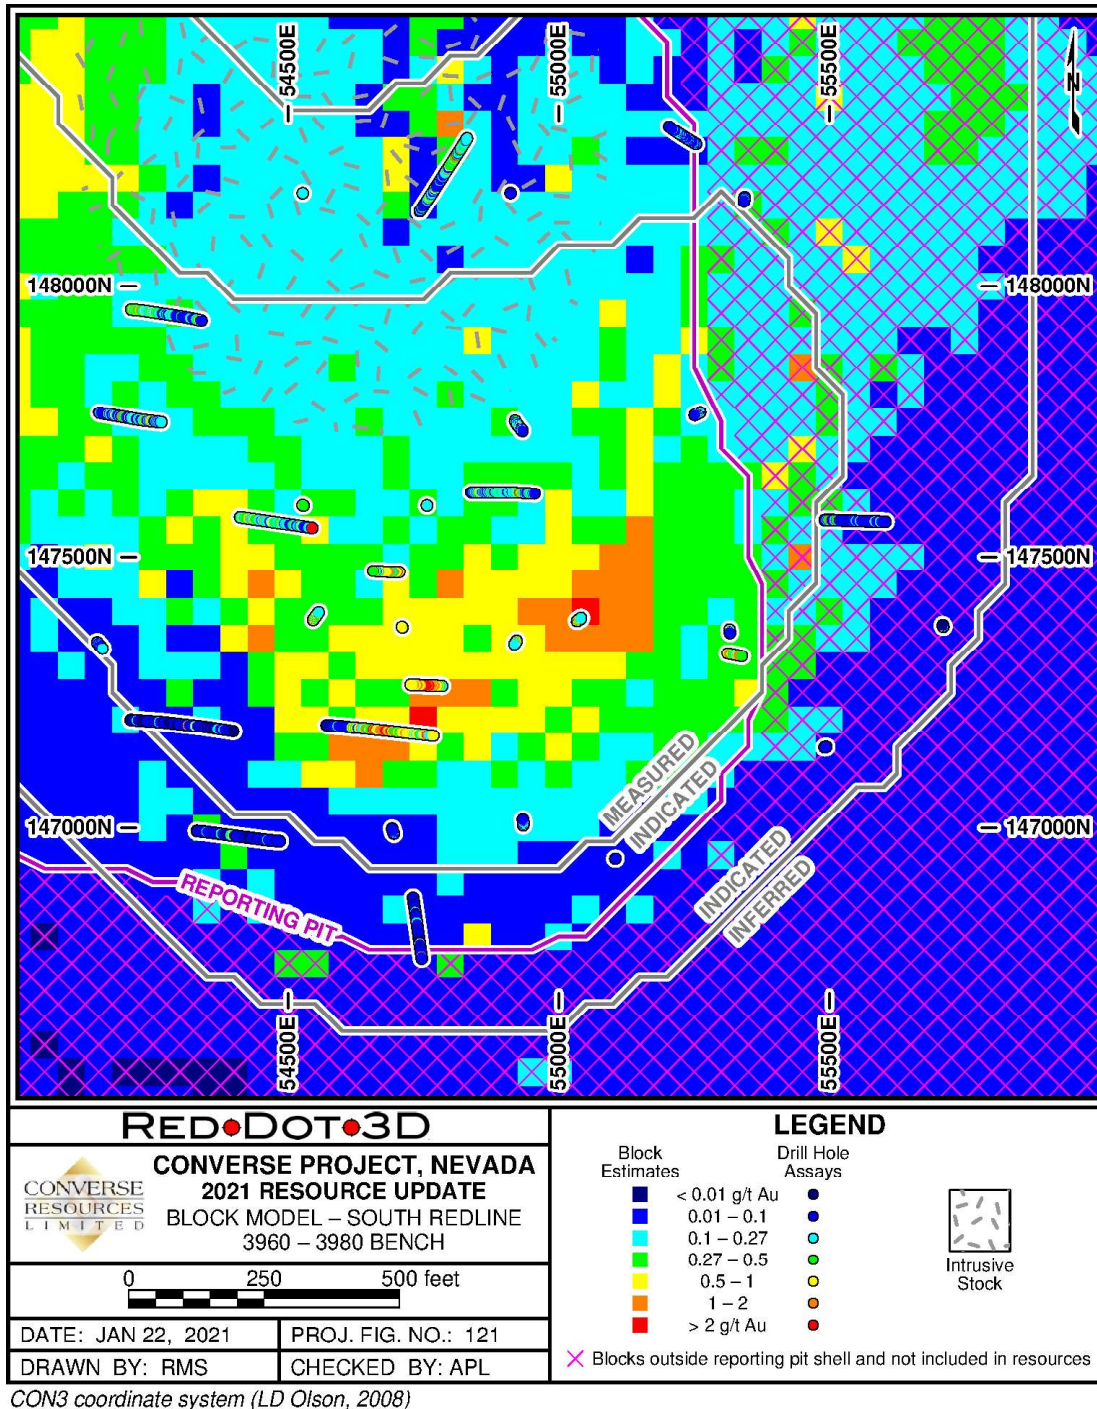 54500E
55000E
55500E
N
148000N
148000N
147500N
147500N
MEASURED
INDICATED
147000N
147000N
INDICATED
INFERRED
REPORTING PIT
54500E
55000E
55500E
RED•DOT•3D
CONVERSE
RESOURCES
LIMITED
CONVERSE PROJECT, NEVADA
2021 RESOURCE UPDATE
BLOCK MODEL – SOUTH REDLINE
3960 – 3980 BENCH
0 250 500 feet
DATE: JAN 22, 2021
PROJ. FIG. NO.: 121
DRAWN BY: RMS
CHECKED BY: APL
LEGEND
Block
Estimates
Drill Hole
Assays
< 0.01 g/t Au
0.01 – 0.1
0.1 – 0.27
0.27 – 0.5
0.5 – 1
1 – 2
> 2 g/t Au
Intrusive
Stock
Blocks outside reporting pit shell and not included in resources
CON3 coordinate system (LD Olson, 2008)